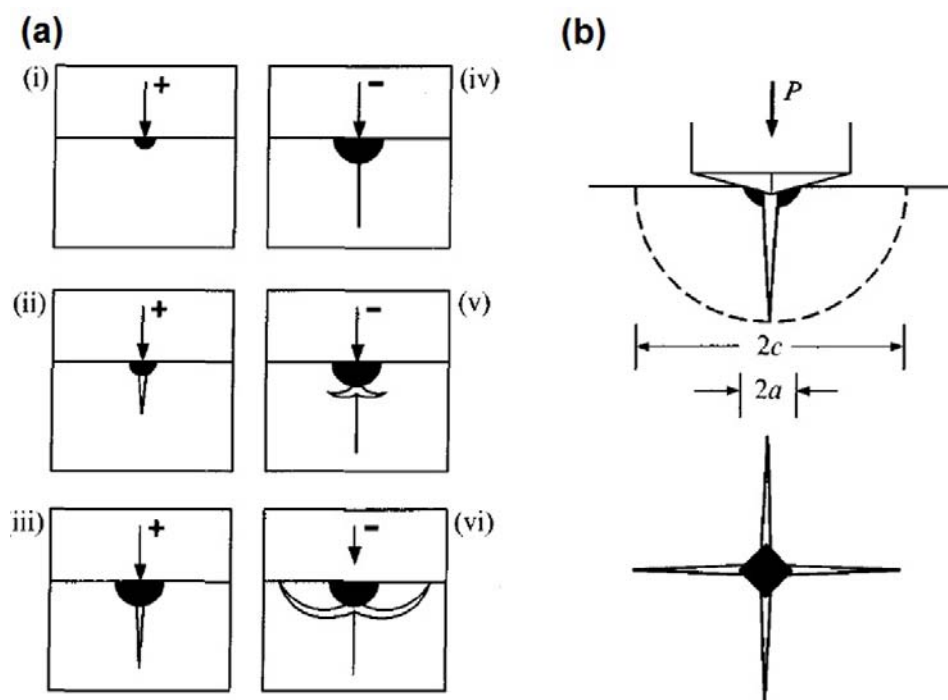 (a)
(i)
+
-
(iv)
(ii)
+
-
(v)
iii)
+
-
(vi)
(b)
P
2c
2a